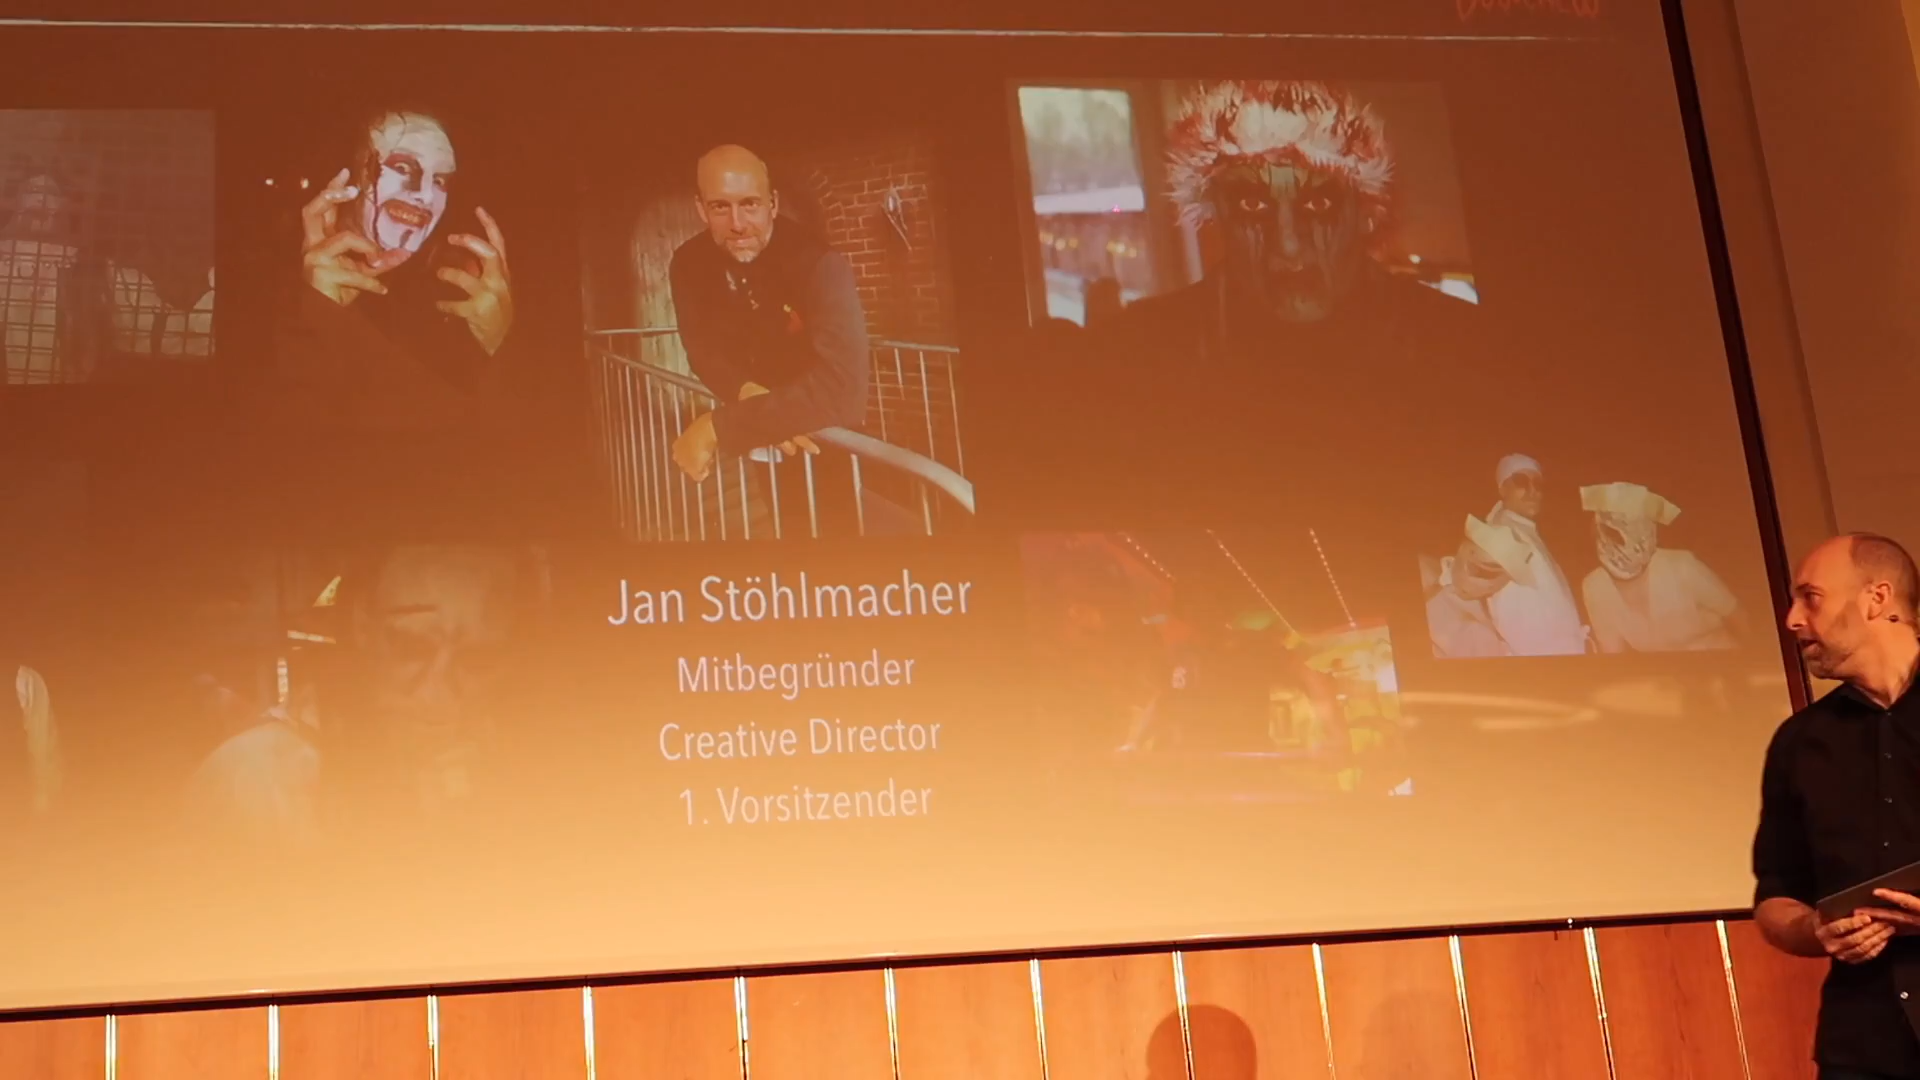 Jan Stöhlmacher
Mitbegründer
Creative Director
1. Vorsitzender